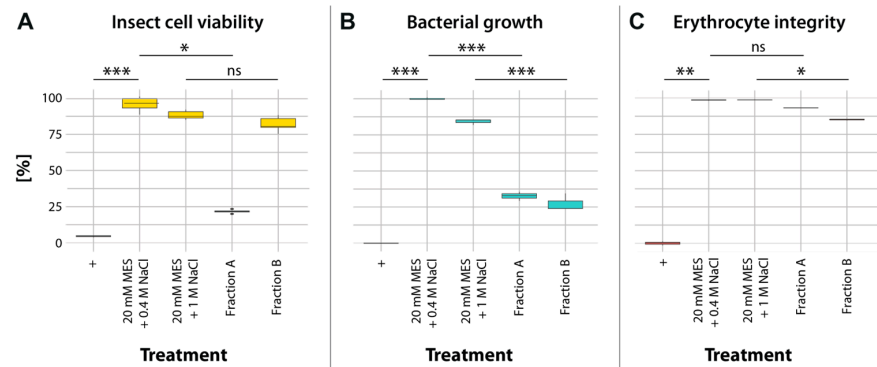 A Insect cell viability
B Bacterial growth
C Erythrocyte integrity
*
***
ns
***
ns
***
***
**
*
[%]
100
75
50
25
0
+
20 mM MES
+ 0.4 M NaCl
20 mM MES
+ 1 M NaCl
Fraction A
Fraction B
+
20 mM MES
+ 0.4 M NaCl
20 mM MES
+ 1 M NaCl
Fraction A
Fraction B
+
20 mM MES
+ 0.4 M NaCl
20 mM MES
+ 1 M NaCl
Fraction A
Fraction B
Treatment
Treatment
Treatment